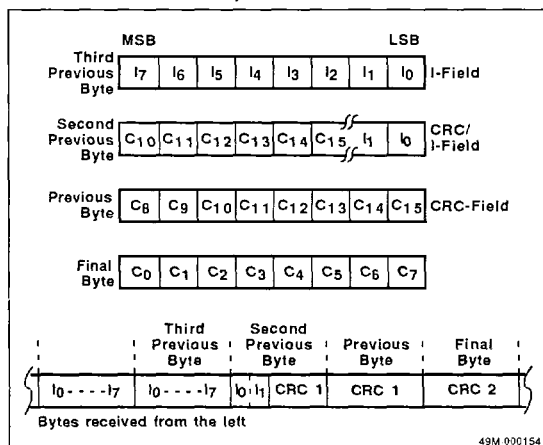 MSB LSB
Third Previous Byte I7 I6 I5 I4 I3 I2 I1 I0 I-Field
Second Previous Byte C10 C11 C12 C13 C14 C15 I1 I0 CRC/ I-Field
Previous Byte C8 C9 C10 C11 C12 C13 C14 C15 CRC-Field
Final Byte C0 C1 C2 C3 C4 C5 C6 C7
Third Previous Byte Second Previous Byte Previous Byte Final Byte
I0----I7 I0----I7 I0 I1 CRC 1 CRC 1 CRC 2
Bytes received from the left
49M-000154